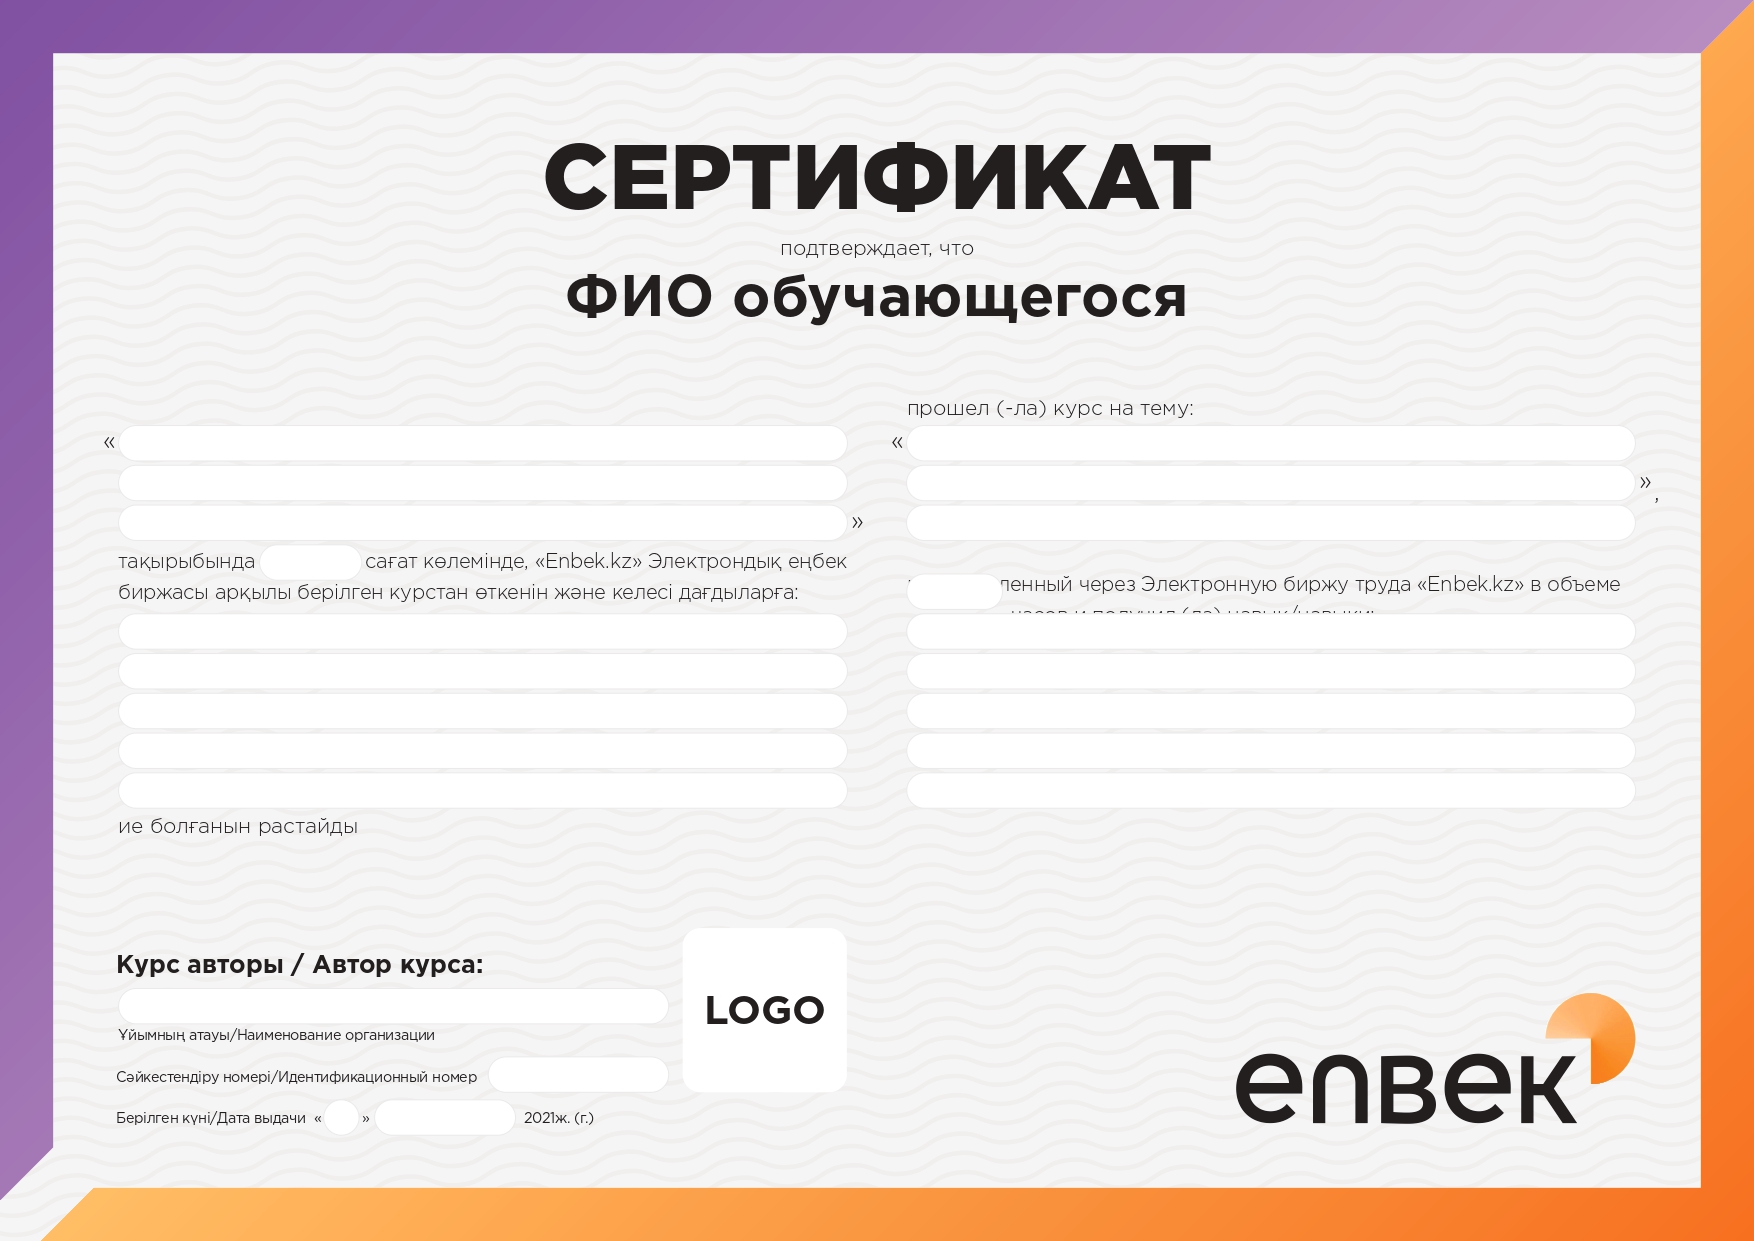 СЕРТИФИКАТ
подтверждает, что
ФИО обучающегося
«
»
тақырыбында сағат көлемінде, «Enbek.kz» Электрондық еңбек
биржасы арқылы берілген курстан өткенін және келесі дағдыларға:
ие болғанын растайды
прошел (-ла) курс на тему:
«
»,
ленный через Электронную биржу труда «Enbek.kz» в объеме
часов и получил (ла) навык/навыки:
Курс авторы / Автор курса:
Ұйымның атауы/Наименование организации
Сәйкестендіру номері/Идентификационный номер
Берілген күні/Дата выдачи « » 2021ж. (г.)
LOGO
enbek